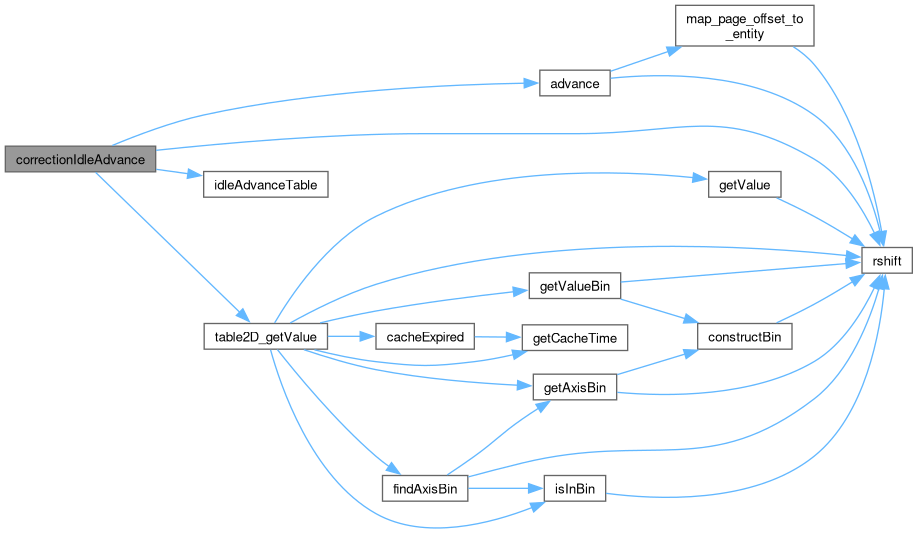 map_page_offset_to
_entity
advance
correctionIdleAdvance
idleAdvanceTable
getValue
rshift
getValueBin
table2D_getValue
cacheExpired
getCacheTime
constructBin
getAxisBin
findAxisBin
isInBin